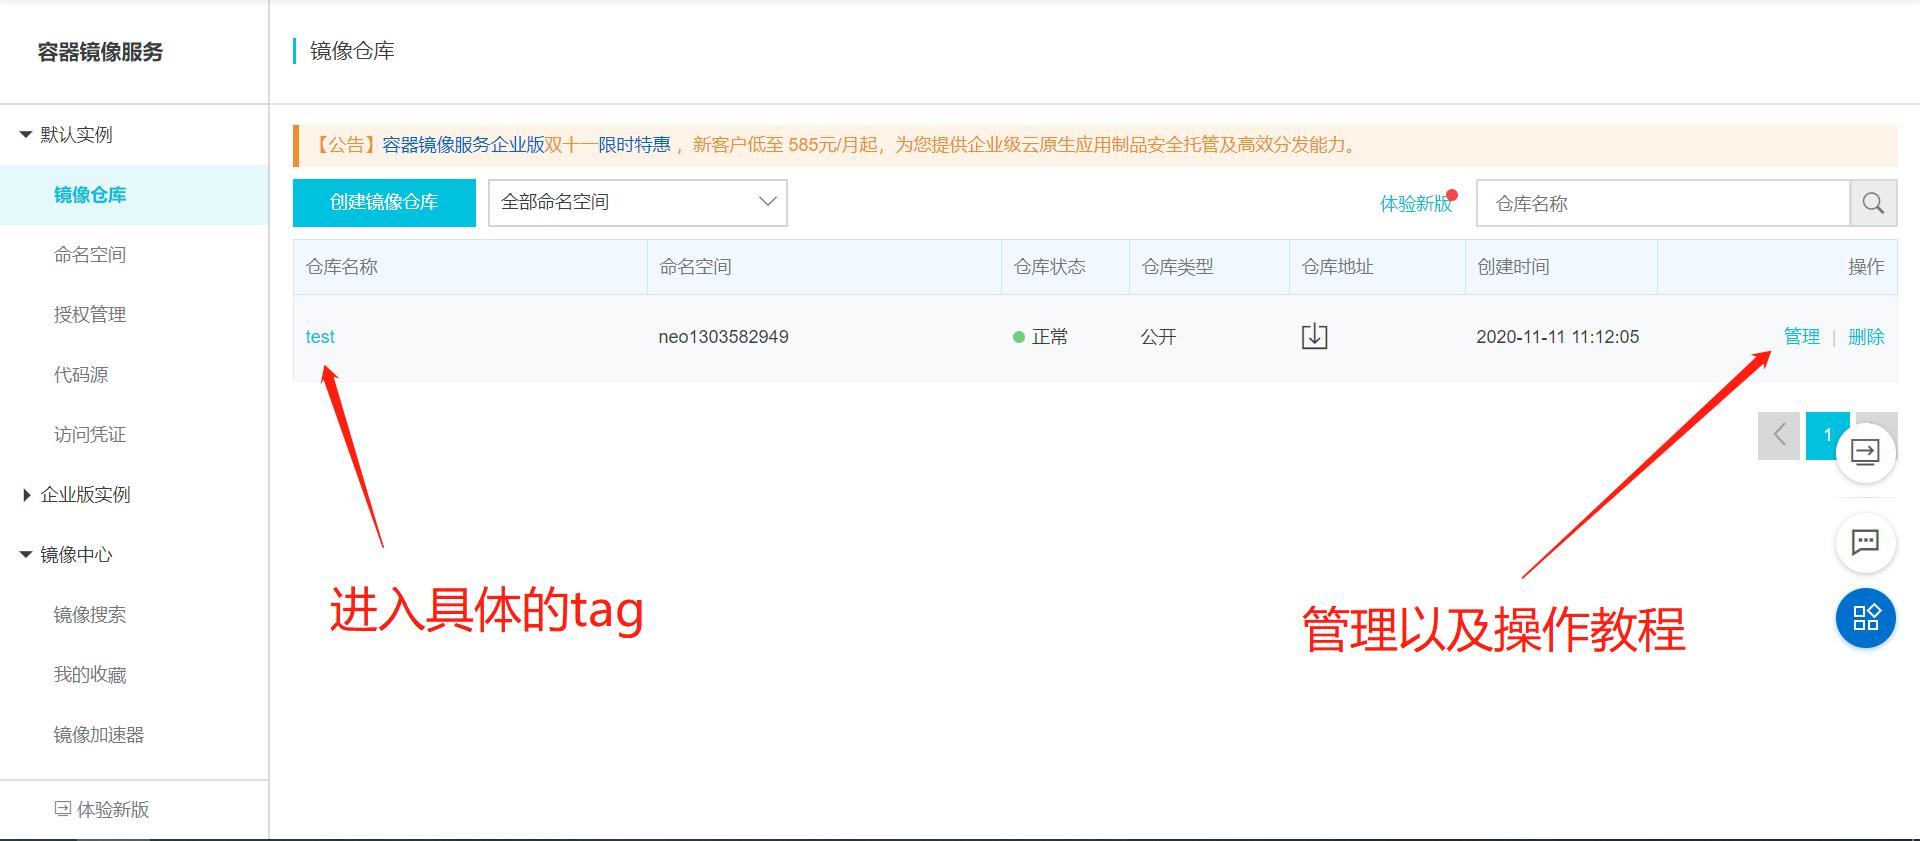 容器镜像服务
镜像仓库
默认实例
镜像仓库
命名空间
授权管理
代码源
访问凭证
企业版实例
镜像中心
镜像搜索
我的收藏
镜像加速器
体验新版
【公告】容器镜像服务企业版双十一限时特惠 ，新客户低至 585元/月起，为您提供企业级云原生应用制品安全托管及高效分发能力。
创建镜像仓库 全部命名空间 体验新版 仓库名称
仓库名称 命名空间 仓库状态 仓库类型 仓库地址 创建时间 操作
test neo1303582949 正常 公开 2020-11-11 11:12:05 管理 | 删除
1
进入具体的tag
管理以及操作教程